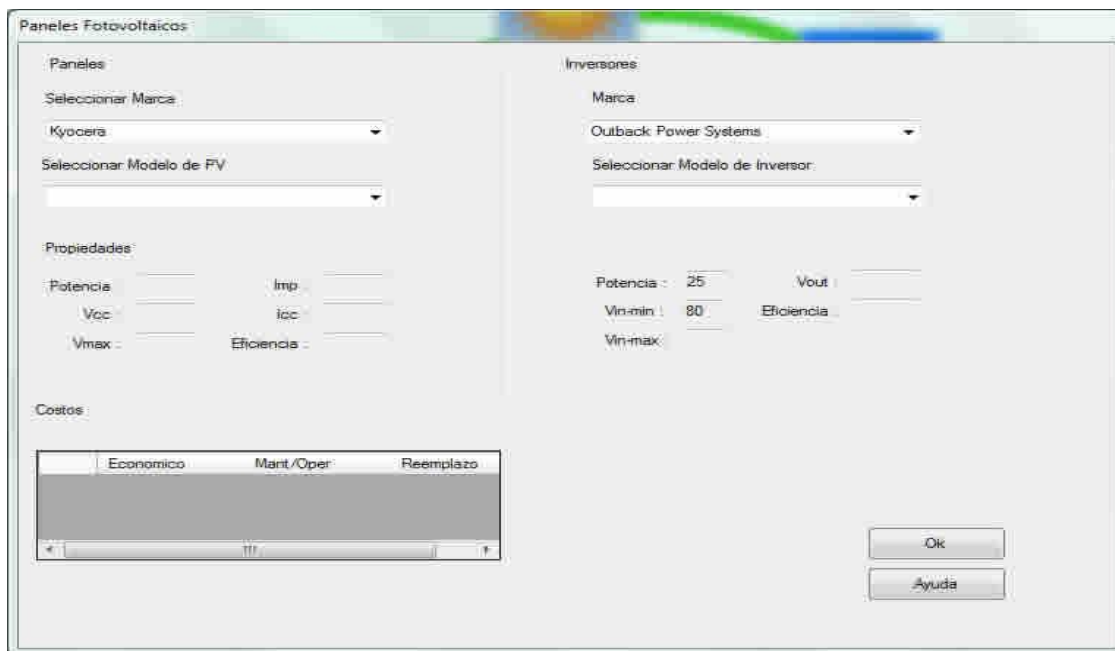 Paneles Fotovoltaicos
Paneles
Seleccionar Marca
Kyocera
Seleccionar Modelo de PV
Propiedades
Potencia :
Imp :
Vcc :
Icc :
Vmax :
Eficiencia :
Inversores
Marca
Outback Power Systems
Seleccionar Modelo de Inversor
Potencia : 25
Vout :
Vin-min : 80
Eficiencia :
Vin-max
Costos
Economico Mant/Oper Reemplazo
Ok
Ayuda